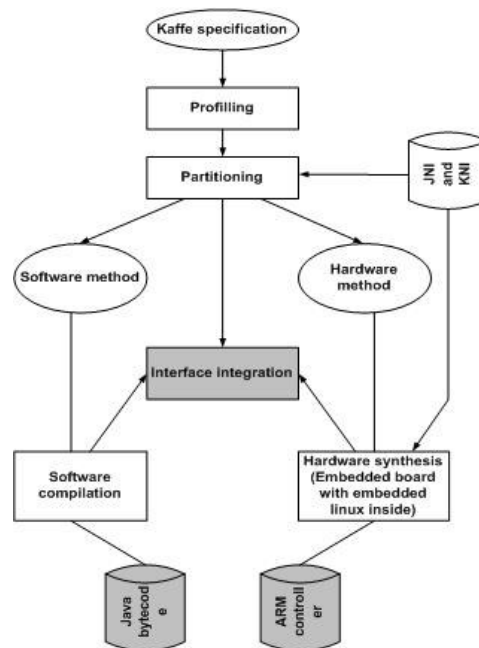 Kaffe specification
Profilling
Partitioning
JNI
and
KNI
Software method
Hardware
method
Interface integration
Software
compilation
Hardware synthesis
(Embedded board
with embedded
linux inside)
Java
bytecod
e
ARM
controll
er